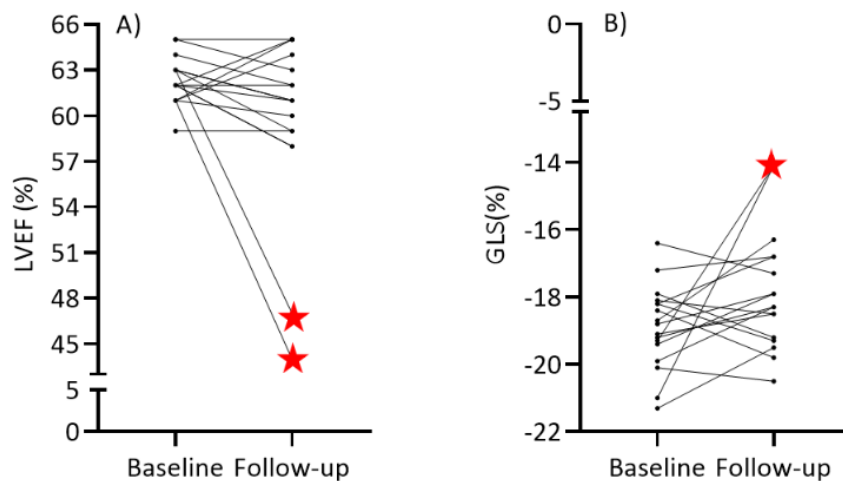 A)
66
63
60
57
54
51
48
45
5
0
LVEF (%)
Baseline Follow-up
B)
0
-5
-14
-16
-18
-20
-22
GLS(%)
Baseline Follow-up